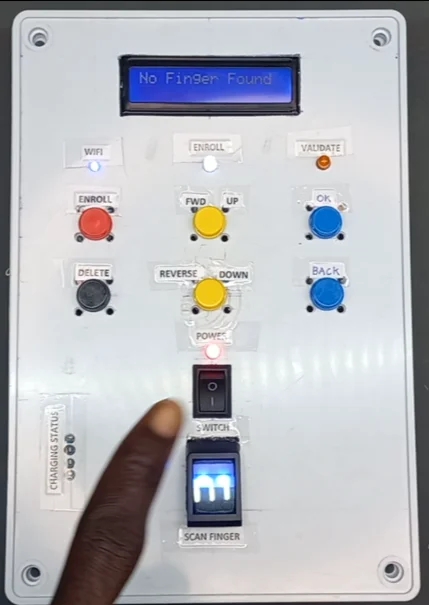 No Finger Found
WIFI
ENROLL
VALIDATE
ENROLL
FWD UP
OK
DELETE
REVERSE DOWN
BACK
POWER
SWITCH
CHARGING STATUS
SCAN FINGER